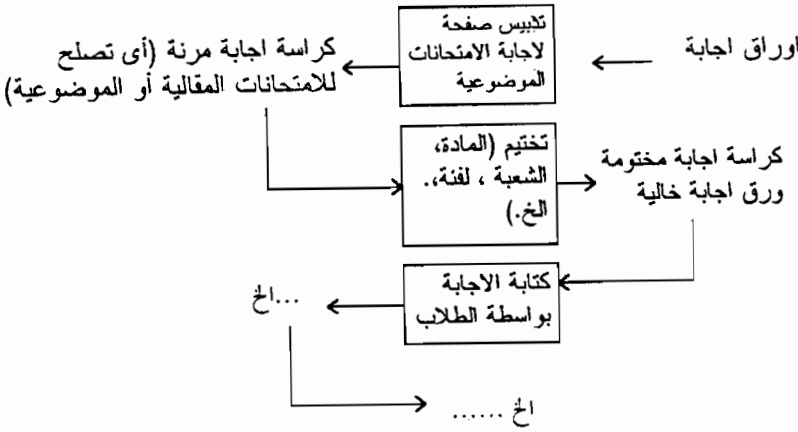 اوراق اجابة
تدبيس صفحة
لاجابة الامتحانات
الموضوعية
كراسة اجابة مرنة (أى تصلح
للامتحانات المقالية أو الموضوعية)
تختيم (المادة،
الشعبة ، لفئة،.
الخ.)
كراسة اجابة مختومة
ورق اجابة خالية
كتابة الاجابة
بواسطة الطلاب
...الخ
الخ ......